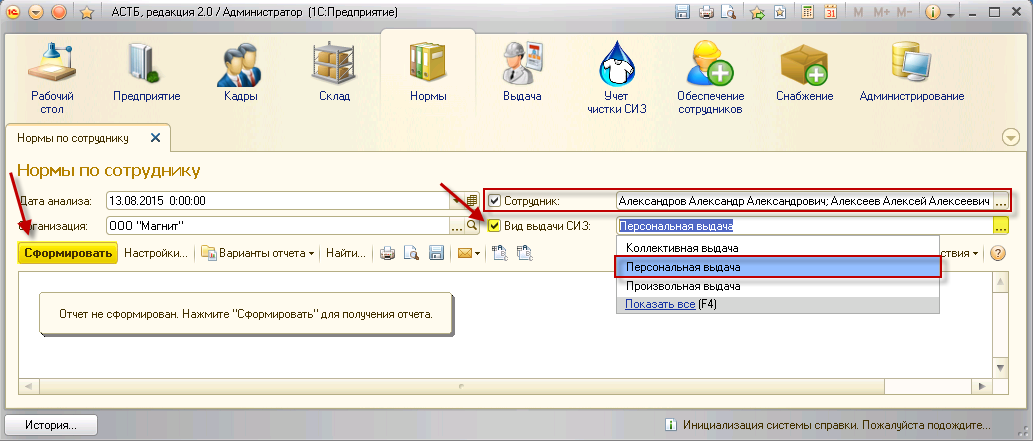 АСТБ, редакция 2.0 / Администратор (1С:Предприятие)
M M+ M-
31
Рабочий стол
Предприятие
Кадры
Склад
Нормы
Выдача
Учет чистки СИЗ
Обеспечение сотрудников
Снабжение
Администрирование
Нормы по сотруднику
Нормы по сотруднику
Дата анализа: 13.08.2015 0:00:00
Сотрудник: Александров Александр Александрович; Алексеев Алексей Алексеевич ...
Организация: ООО "Магнит" ...
Вид выдачи СИЗ: Персональная выдача ...
Сформировать Настройки... Варианты отчета Найти... ствия ?
Коллективная выдача
Персональная выдача
Произвольная выдача
Показать все (F4)
Отчет не сформирован. Нажмите "Сформировать" для получения отчета.
История...
Инициализация системы справки. Пожалуйста подождите...